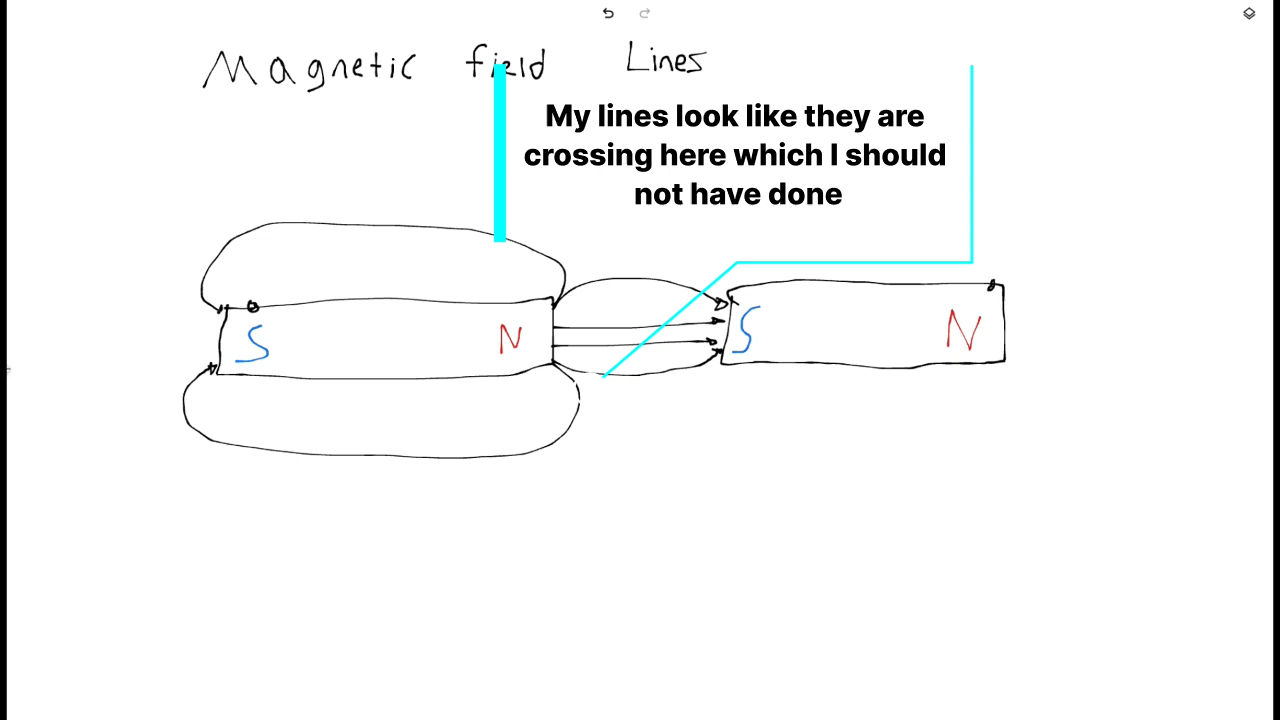 Magnetic field Lines
My lines look like they are
crossing here which I should
not have done
S N S N